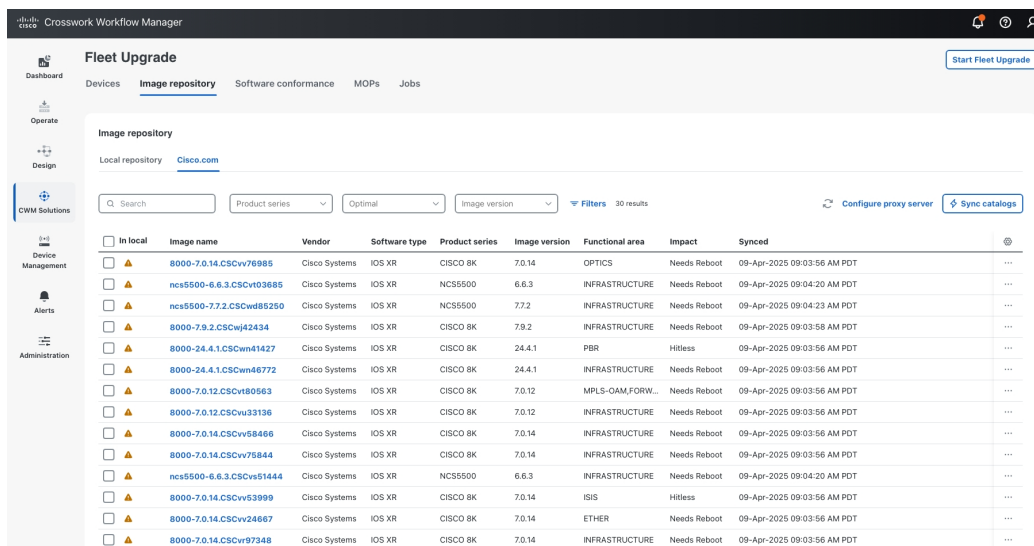 CISCO Crosswork Workflow Manager
Fleet Upgrade
Start Fleet Upgrade
Dashboard
Operate
Design
CWM Solutions
Device
Management
Alerts
Administration
Devices Image repository Software conformance MOPs Jobs
Image repository
Local repository Cisco.com
Search Product series Optimal Image version Filters 30 results Configure proxy server Sync catalogs
In local Image name Vendor Software type Product series Image version Functional area Impact Synced
8000-7.0.14.CSCvv76985 Cisco Systems IOS XR CISCO 8K 7.0.14 OPTICS Needs Reboot 09-Apr-2025 09:03:56 AM PDT ...
ncs5500-6.6.3.CSCvt03685 Cisco Systems IOS XR NCS5500 6.6.3 INFRASTRUCTURE Needs Reboot 09-Apr-2025 09:04:20 AM PDT ...
ncs5500-7.7.2.CSCwd85250 Cisco Systems IOS XR NCS5500 7.7.2 INFRASTRUCTURE Needs Reboot 09-Apr-2025 09:04:23 AM PDT ...
8000-7.9.2.CSCwj42434 Cisco Systems IOS XR CISCO 8K 7.9.2 INFRASTRUCTURE Needs Reboot 09-Apr-2025 09:03:58 AM PDT ...
8000-24.4.1.CSCwn41427 Cisco Systems IOS XR CISCO 8K 24.4.1 PBR Hitless 09-Apr-2025 09:03:56 AM PDT ...
8000-24.4.1.CSCwn46772 Cisco Systems IOS XR CISCO 8K 24.4.1 INFRASTRUCTURE Needs Reboot 09-Apr-2025 09:03:56 AM PDT ...
8000-7.0.12.CSCvt80563 Cisco Systems IOS XR CISCO 8K 7.0.12 MPLS-OAM,FORW... Needs Reboot 09-Apr-2025 09:03:56 AM PDT ...
8000-7.0.12.CSCvu33136 Cisco Systems IOS XR CISCO 8K 7.0.12 INFRASTRUCTURE Needs Reboot 09-Apr-2025 09:03:56 AM PDT ...
8000-7.0.14.CSCvv58466 Cisco Systems IOS XR CISCO 8K 7.0.14 INFRASTRUCTURE Needs Reboot 09-Apr-2025 09:03:56 AM PDT ...
8000-7.0.14.CSCvv75844 Cisco Systems IOS XR CISCO 8K 7.0.14 INFRASTRUCTURE Needs Reboot 09-Apr-2025 09:03:56 AM PDT ...
ncs5500-6.6.3.CSCvs51444 Cisco Systems IOS XR NCS5500 6.6.3 INFRASTRUCTURE Needs Reboot 09-Apr-2025 09:04:20 AM PDT ...
8000-7.0.14.CSCvv53999 Cisco Systems IOS XR CISCO 8K 7.0.14 ISIS Hitless 09-Apr-2025 09:03:56 AM PDT ...
8000-7.0.14.CSCvv24667 Cisco Systems IOS XR CISCO 8K 7.0.14 ETHER Needs Reboot 09-Apr-2025 09:03:56 AM PDT ...
8000-7.0.14.CSCvr97348 Cisco Systems IOS XR CISCO 8K 7.0.14 INFRASTRUCTURE Needs Reboot 09-Apr-2025 09:03:56 AM PDT ...